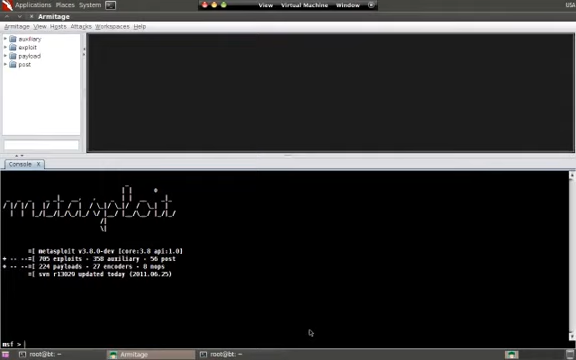 Applications Places System
View Virtual Machine Window
USA
Armitage
Armitage View Hosts Attacks Workspaces Help
auxiliary
exploit
payload
post
Console X
metasploit
=[ metasploit v3.8.0-dev [core:3.8 api:1.0]
+ -- --=[ 705 exploits - 358 auxiliary - 56 post
+ -- --=[ 224 payloads - 27 encoders - 8 nops
=[ svn r13029 updated today (2011.06.25)
msf >
root@bt: ~ Armitage root@bt: ~